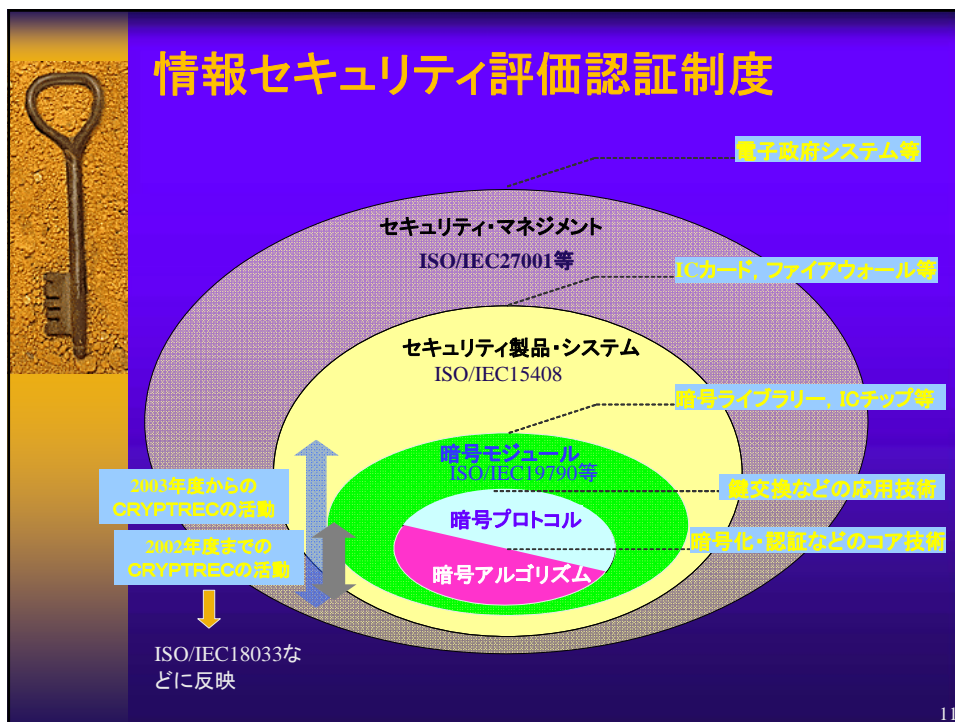 情報セキュリティ評価認証制度
電子政府システム等
セキュリティ・マネジメント
ISO/IEC27001等
ICカード，ファイアウォール等
セキュリティ製品・システム
ISO/IEC15408
暗号ライブラリー，ICチップ等
暗号モジュール
ISO/IEC19790等
2003年度からの
CRYPTRECの活動
鍵交換などの応用技術
暗号プロトコル
2002年度までの
CRYPTRECの活動
暗号化・認証などのコア技術
暗号アルゴリズム
ISO/IEC18033な
どに反映
11